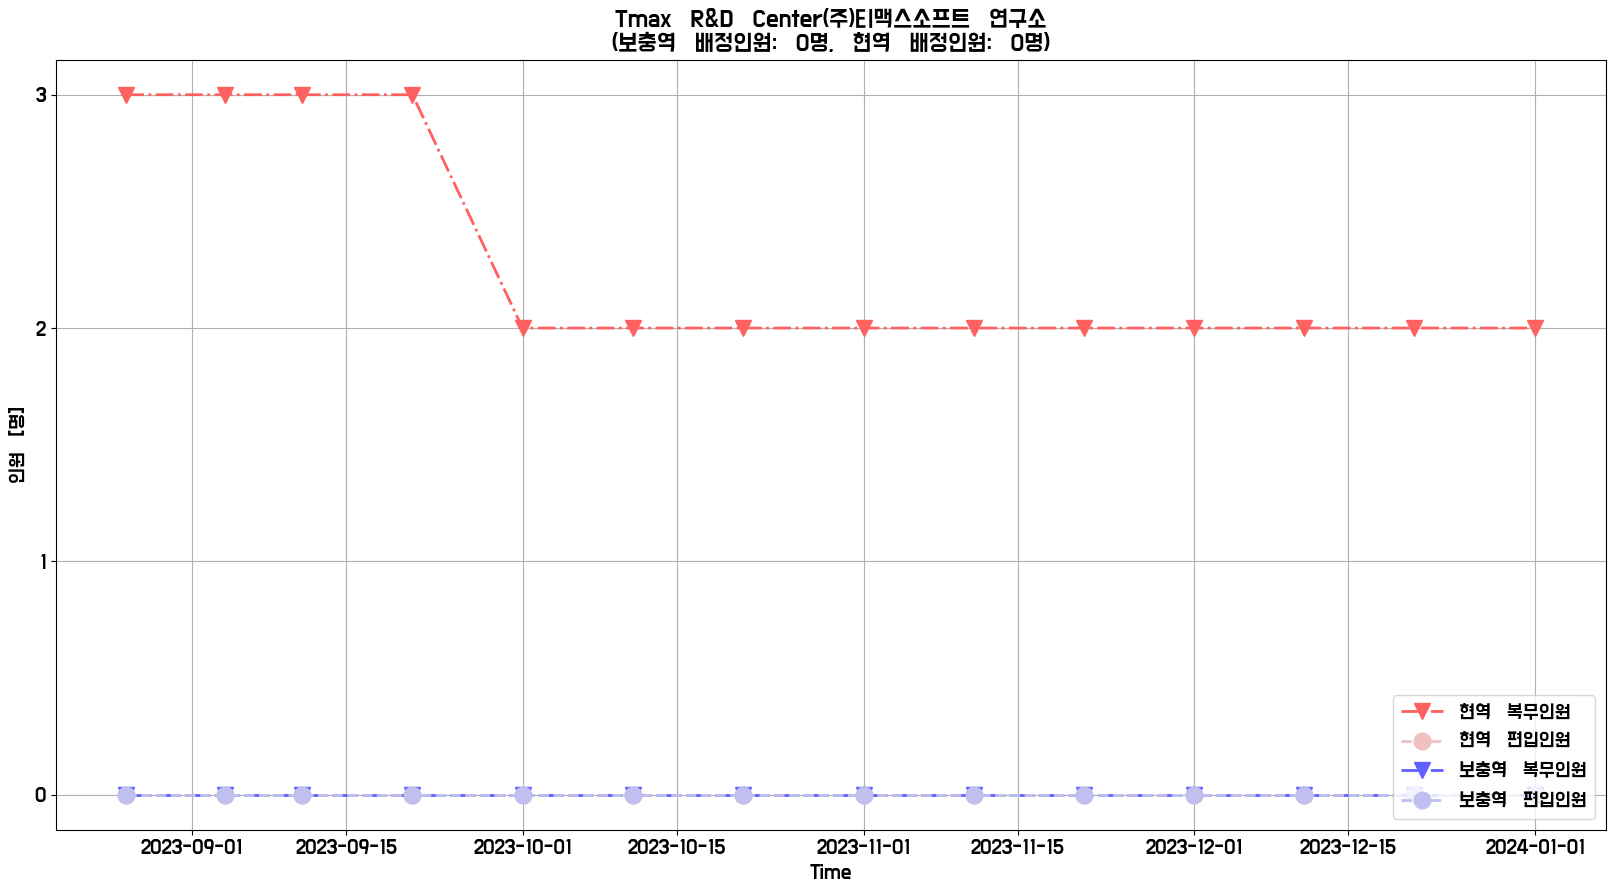 Tmax R&D Center(주)티맥스소프트 연구소
(보충역 배정인원: 0명, 현역 배정인원: 0명)
3
2
1
0
인원 [명]
2023-09-01 2023-09-15 2023-10-01 2023-10-15 2023-11-01 2023-11-15 2023-12-01 2023-12-15 2024-01-01
Time
현역 복무인원
현역 편입인원
보충역 복무인원
보충역 편입인원